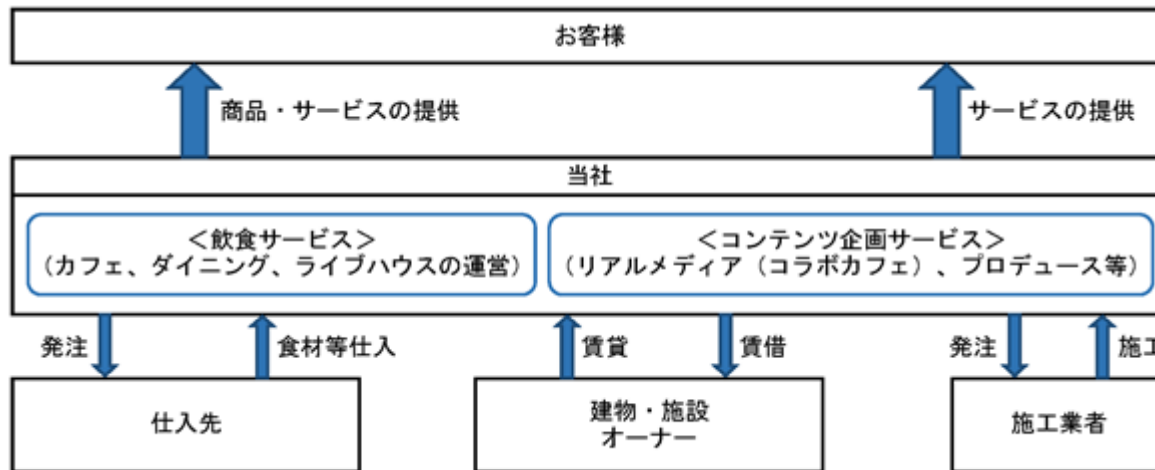 お客様
商品・サービスの提供
サービスの提供
当社
＜飲食サービス＞
（カフェ、ダイニング、ライブハウスの運営）
＜コンテンツ企画サービス＞
（リアルメディア（コラボカフェ）、プロデュース等）
発注
食材等仕入
賃貸
賃借
発注
施工
仕入先
建物・施設
オーナー
施工業者